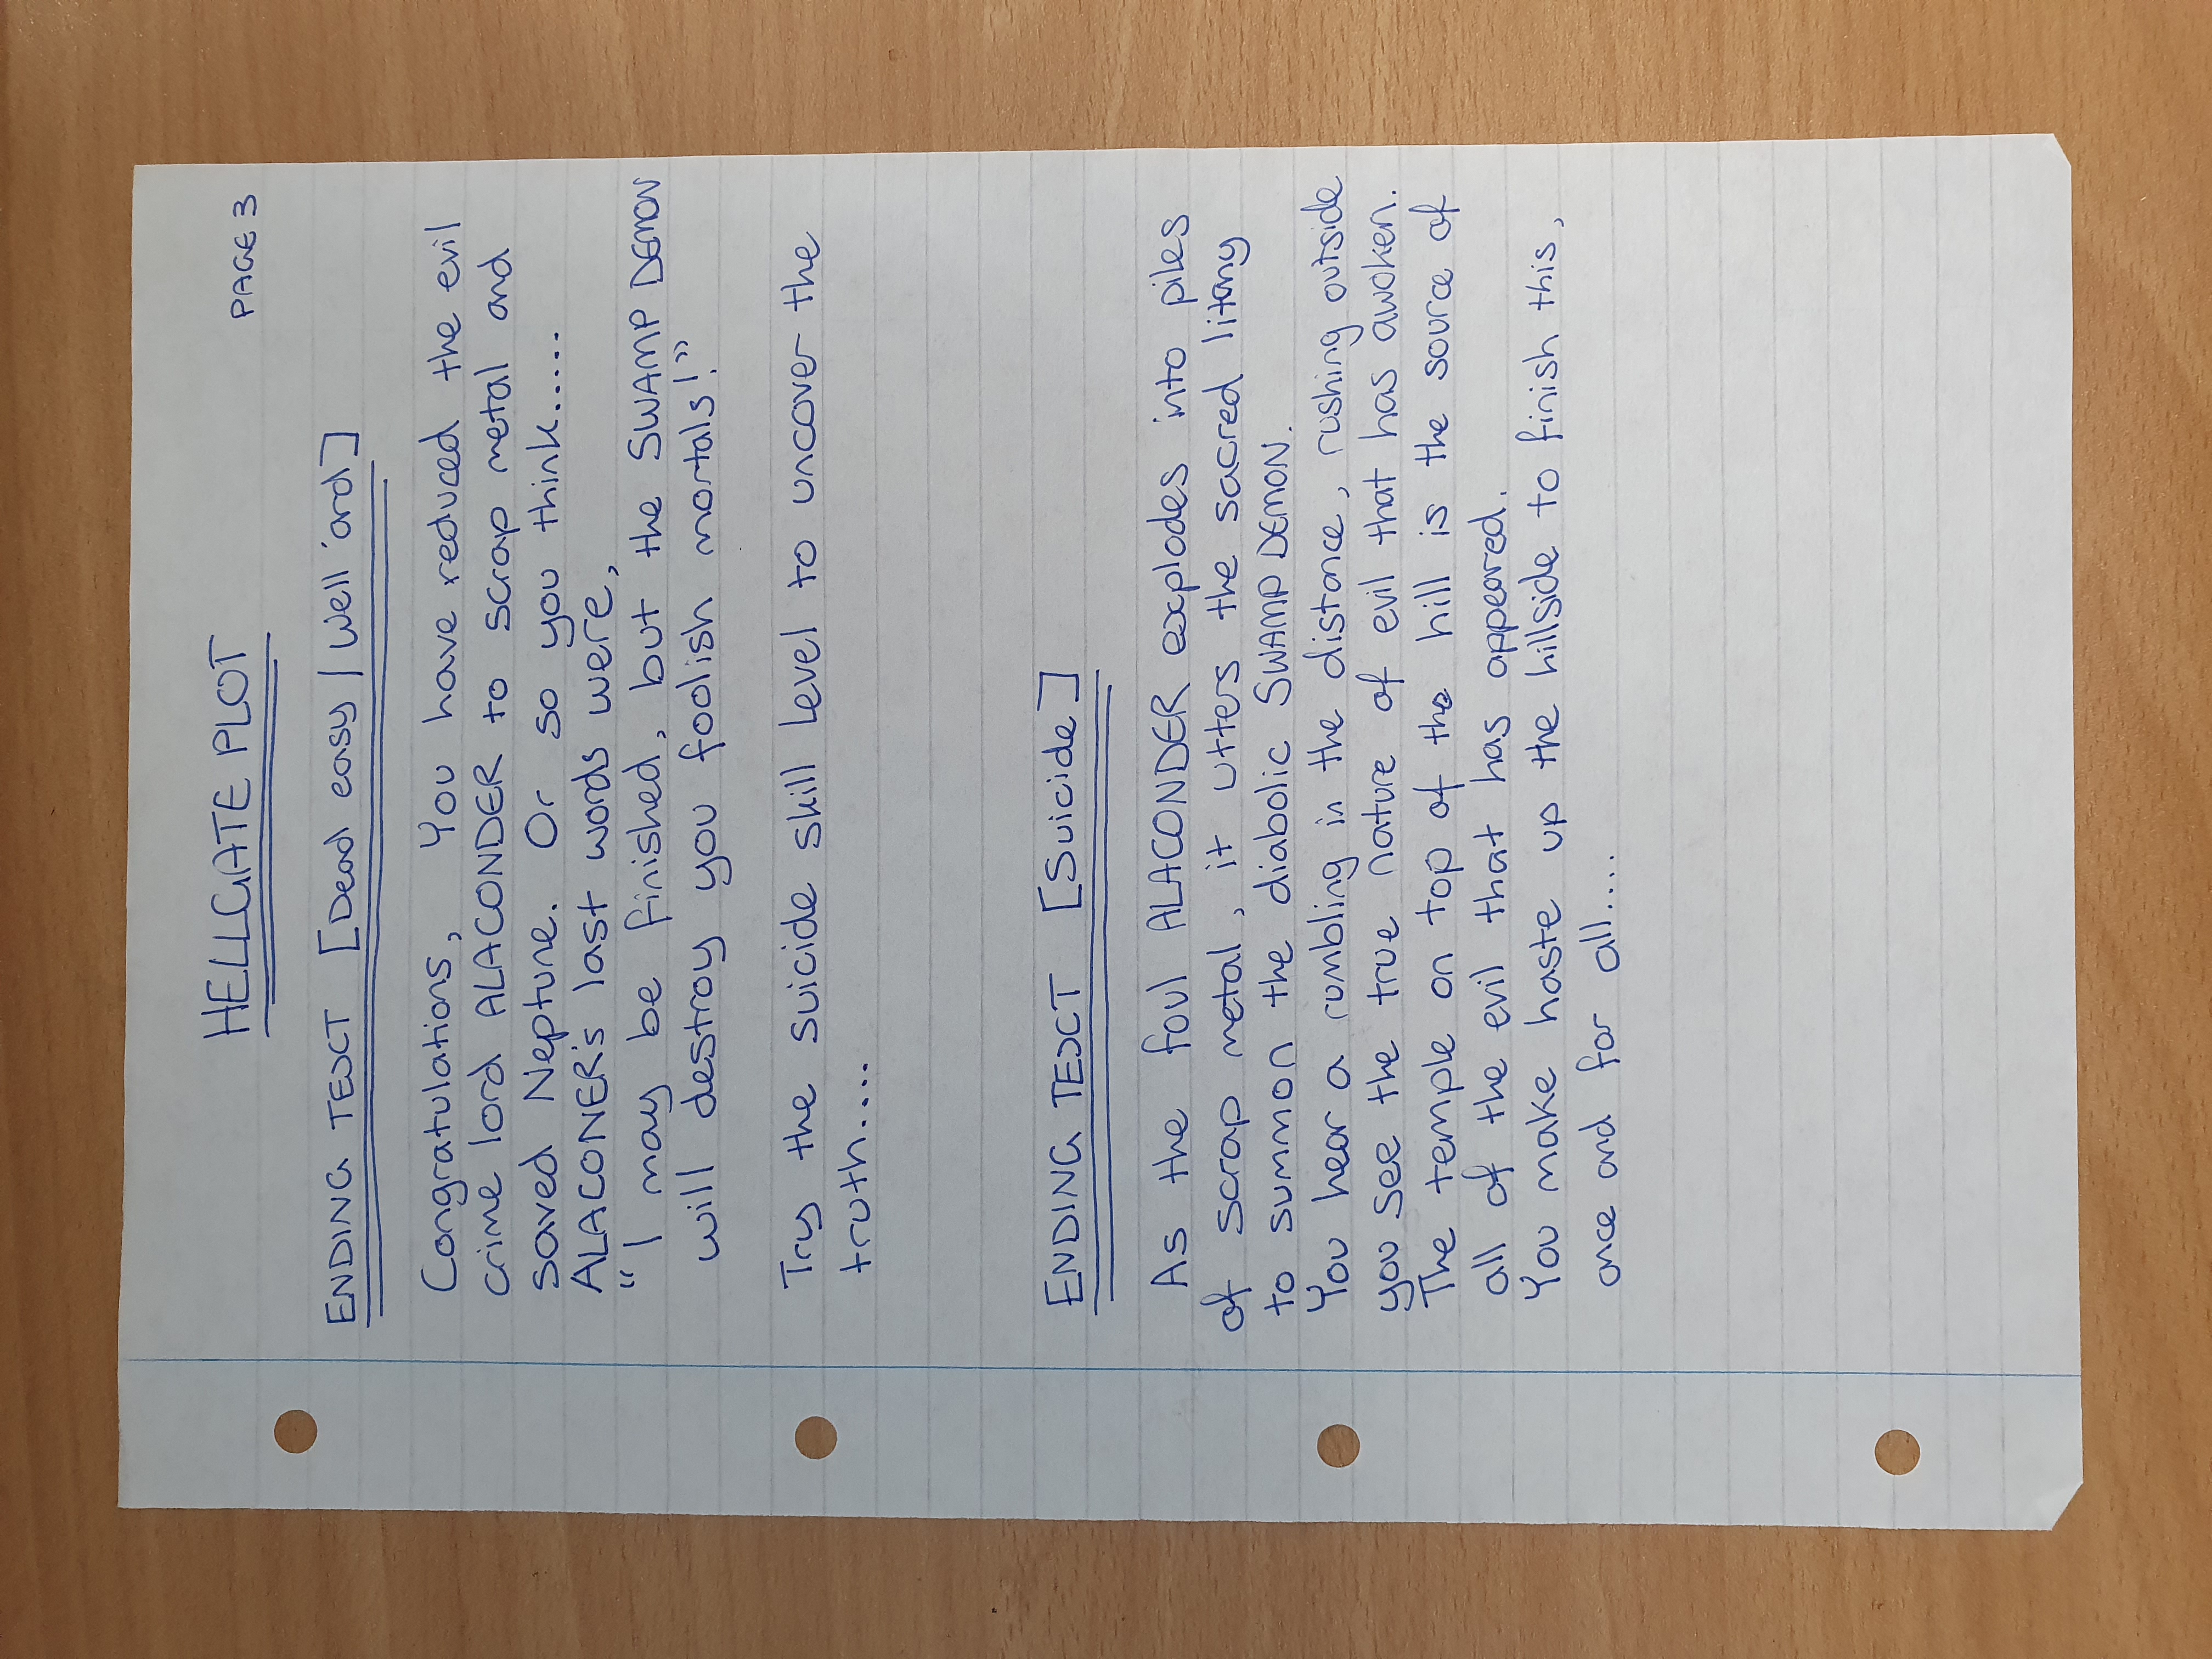 HELLGATE PLOT
PAGE 3
ENDING TEXT [Dead easy / Well 'ard]
Congratulations, You have reduced the evil
crime lord ALACONDER to scrap metal and
saved Neptune. Or so you think.....
ALACONER's last words were,
"I may be finished, but the SWAMP DEMON
will destroy you foolish mortals!"
Try the suicide skill level to uncover the
truth....
ENDING TEXT [Suicide]
As the foul ALACONDER explodes into piles
of scrap metal, it utters the sacred litany
to summon the diabolic SWAMP DEMON.
You hear a rumbling in the distance, rushing outside
you see the true nature of evil that has awoken.
The temple on top of the hill is the source of
all of the evil that has appeared.
You make haste up the hillside to finish this,
once and for all....